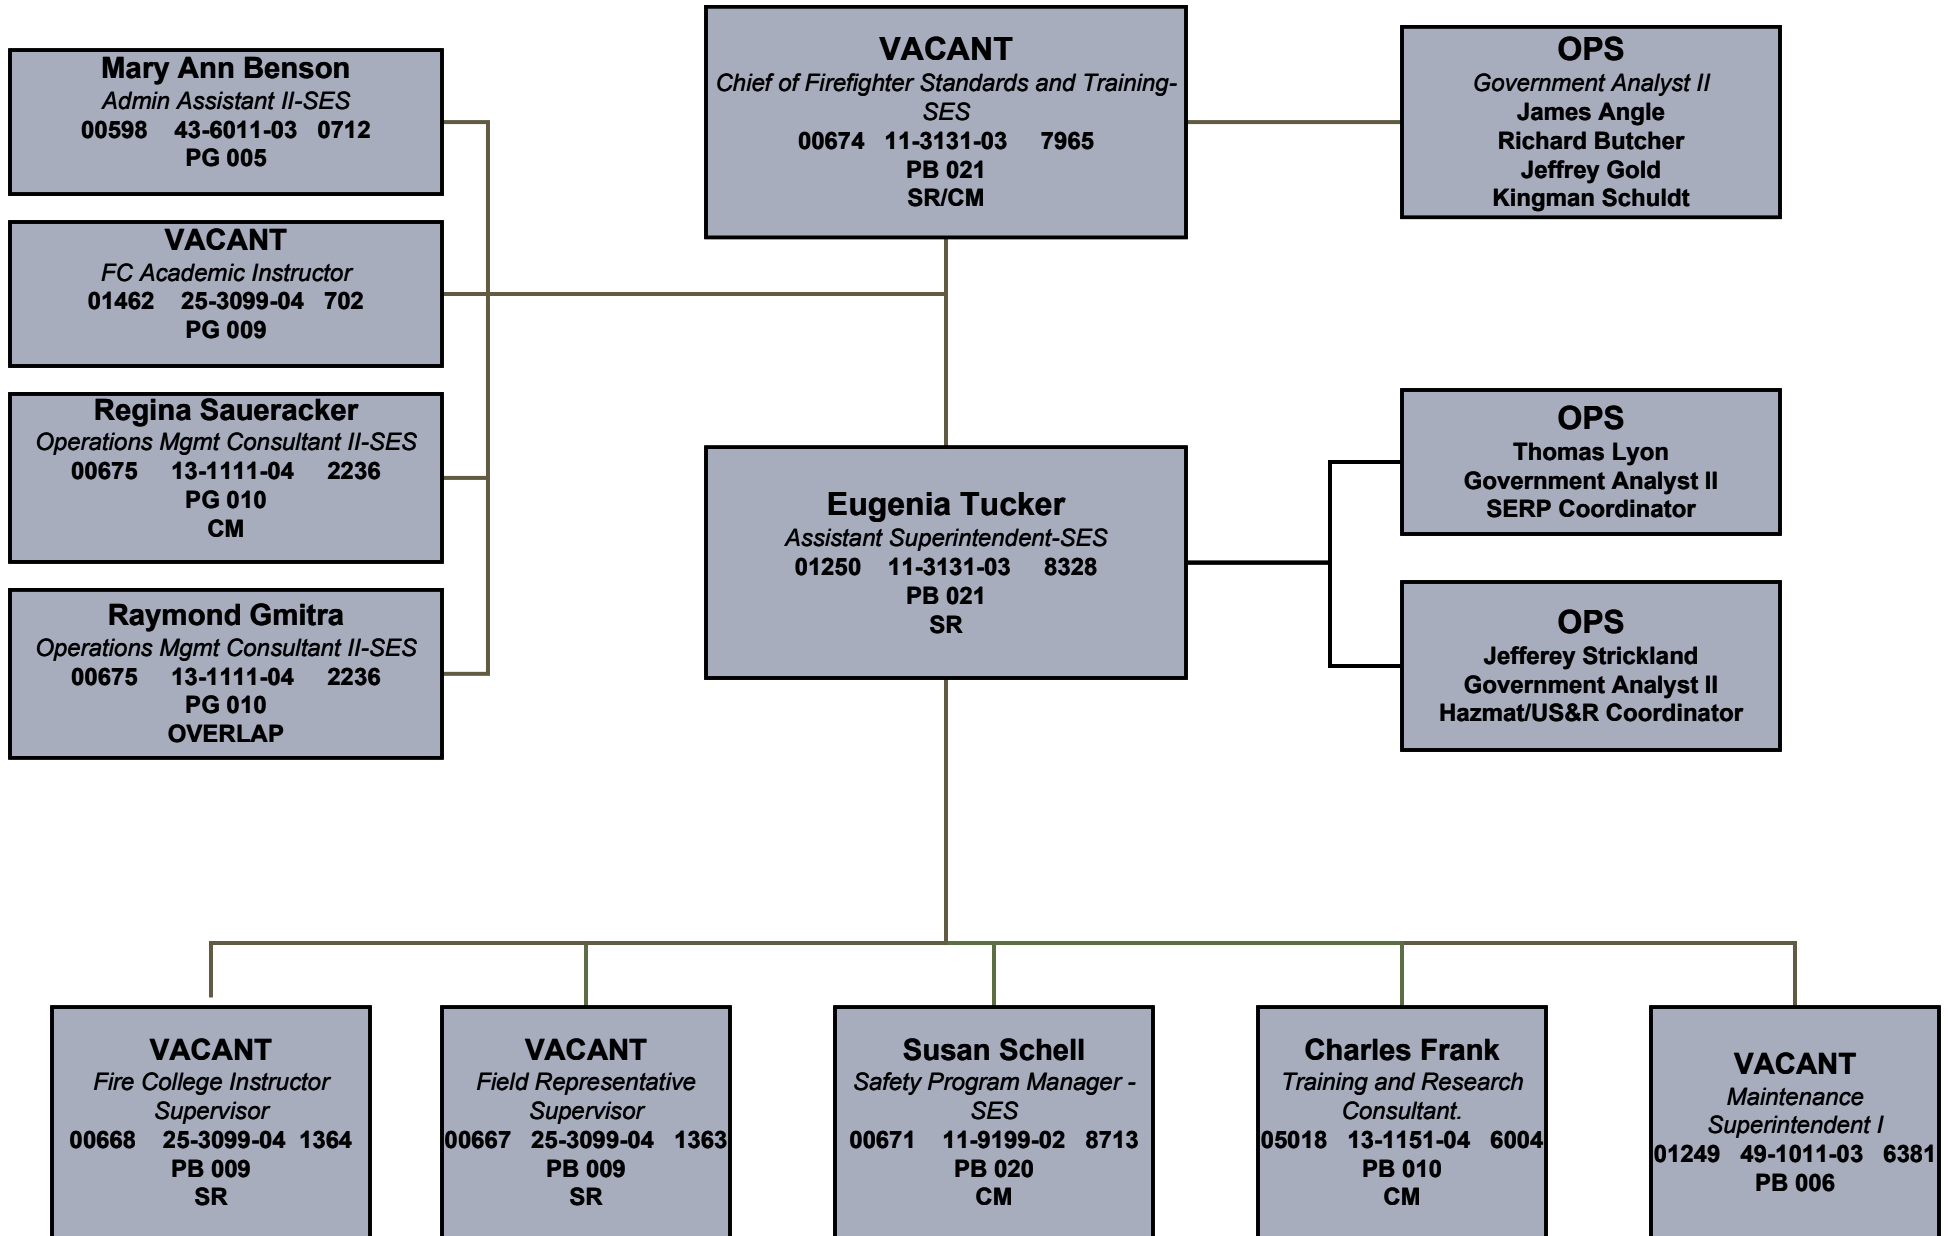 Mary Ann Benson
Admin Assistant II-SES
00598 43-6011-03 0712
PG 005
VACANT
FC Academic Instructor
01462 25-3099-04 702
PG 009
Regina Saueracker
Operations Mgmt Consultant II-SES
00675 13-1111-04 2236
PG 010
CM
Raymond Gmitra
Operations Mgmt Consultant II-SES
00675 13-1111-04 2236
PG 010
OVERLAP
VACANT
Chief of Firefighter Standards and Training-
SES
00674 11-3131-03 7965
PB 021
SR/CM
OPS
Government Analyst II
James Angle
Richard Butcher
Jeffrey Gold
Kingman Schuldt
Eugenia Tucker
Assistant Superintendent-SES
01250 11-3131-03 8328
PB 021
SR
OPS
Thomas Lyon
Government Analyst II
SERP Coordinator
OPS
Jefferey Strickland
Government Analyst II
Hazmat/US&R Coordinator
VACANT
Fire College Instructor
Supervisor
00668 25-3099-04 1364
PB 009
SR
VACANT
Field Representative
Supervisor
00667 25-3099-04 1363
PB 009
SR
Susan Schell
Safety Program Manager -
SES
00671 11-9199-02 8713
PB 020
CM
Charles Frank
Training and Research
Consultant.
05018 13-1151-04 6004
PB 010
CM
VACANT
Maintenance
Superintendent I
01249 49-1011-03 6381
PB 006